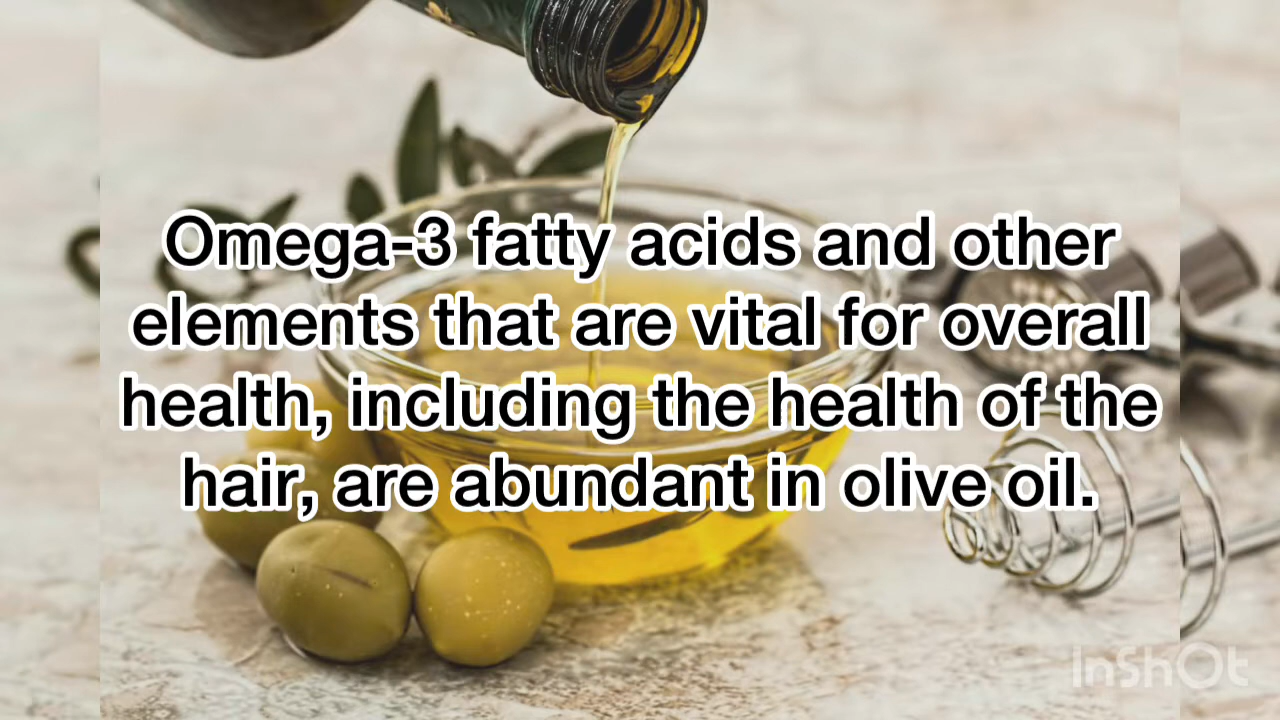 Omega-3 fatty acids and other
elements that are vital for overall
health, including the health of the
hair, are abundant in olive oil.
InShOt